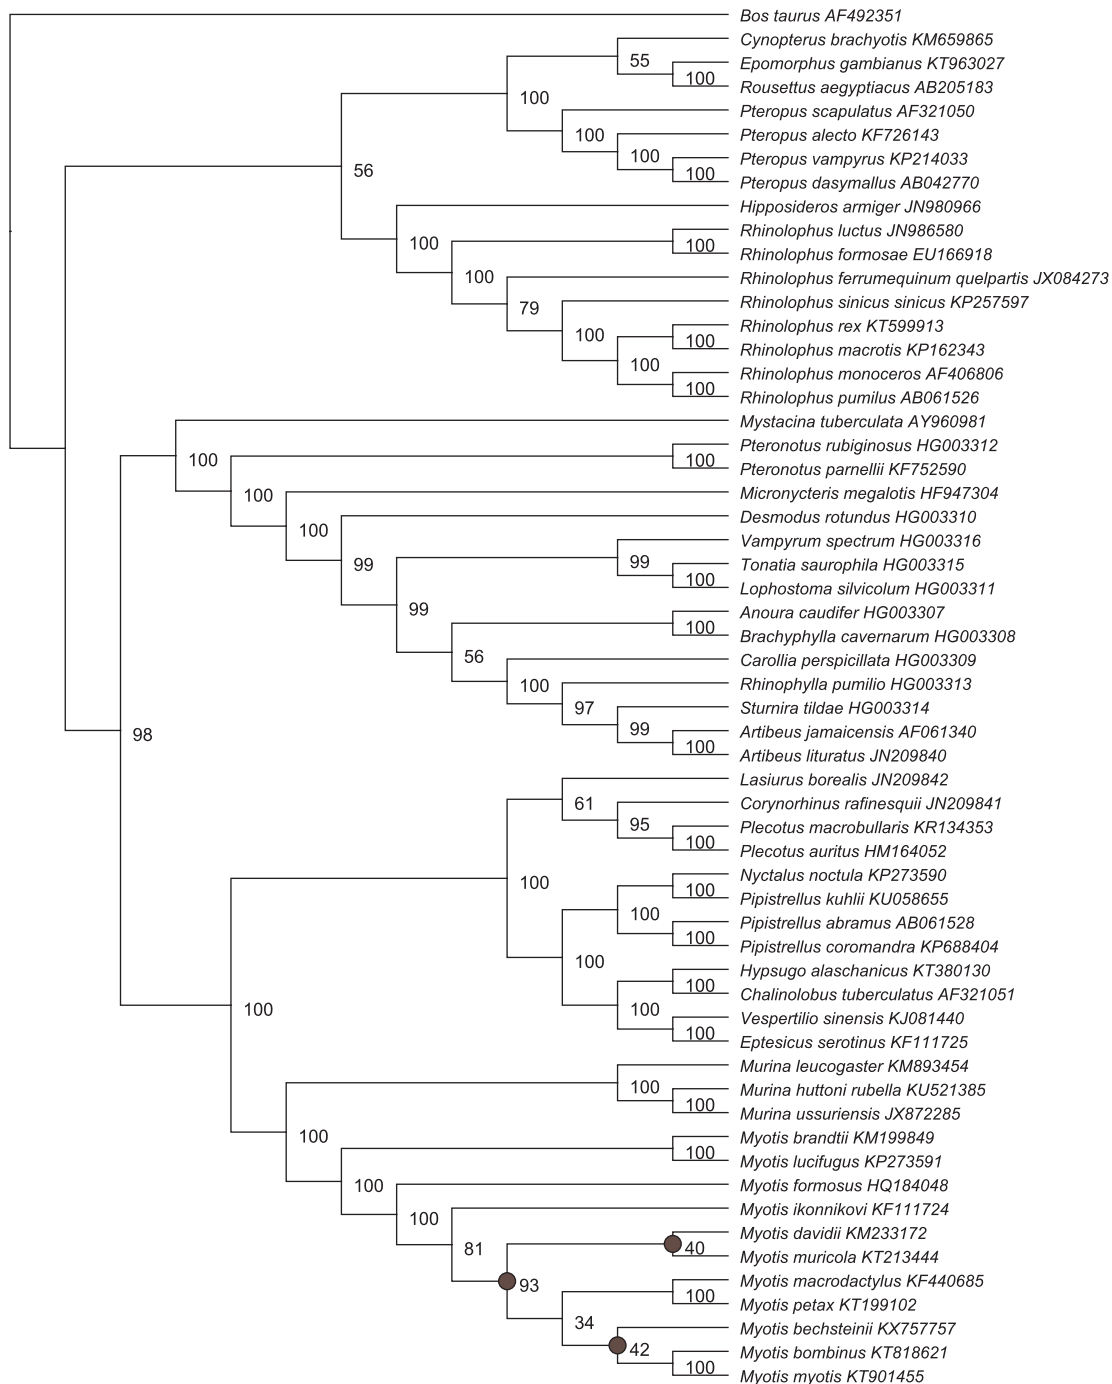 Bos taurus AF492351
Cynopterus brachyotis KM659865
55
Epomorphus gambianus KT963027
100
Rousettus aegyptiacus AB205183
100
Pteropus scapulatus AF321050
100
Pteropus alecto KF726143
100
Pteropus vampyrus KP214033
56
100
Pteropus dasymallus AB042770
Hipposideros armiger JN980966
100
Rhinolophus luctus JN986580
100
Rhinolophus formosae EU166918
100
Rhinolophus ferrumequinum quelpartis JX084273
79
Rhinolophus sinicus sinicus KP257597
100
Rhinolophus rex KT599913
100
Rhinolophus macrotis KP162343
100
Rhinolophus monoceros AF406806
100
Rhinolophus pumilus AB061526
Mystacina tuberculata AY960981
100
Pteronotus rubiginosus HG003312
100
Pteronotus parnellii KF752590
100
Micronycteris megalotis HF947304
100
Desmodus rotundus HG003310
99
Vampyrum spectrum HG003316
99
Tonatia saurophila HG003315
100
Lophostoma silvicolum HG003311
99
Anoura caudifer HG003307
100
Brachyphylla cavernarum HG003308
56
Carollia perspicillata HG003309
100
Rhinophylla pumilio HG003313
97
Sturnira tildae HG003314
99
Artibeus jamaicensis AF061340
98
100
Artibeus lituratus JN209840
Lasiurus borealis JN209842
61
Corynorhinus rafinesquii JN209841
95
Plecotus macrobullaris KR134353
100
Plecotus auritus HM164052
100
Nyctalus noctula KP273590
100
Pipistrellus kuhlii KU058655
100
Pipistrellus abramus AB061528
100
Pipistrellus coromandra KP688404
100
Hypsugo alaschanicus KT380130
100
Chalinolobus tuberculatus AF321051
100
100
Vespertilio sinensis KJ081440
100
Eptesicus serotinus KF111725
Murina leucogaster KM893454
100
Murina huttoni rubella KU521385
100
Murina ussuriensis JX872285
100
Myotis brandtii KM199849
100
Myotis lucifugus KP273591
100
Myotis formosus HQ184048
100
Myotis ikonnikovi KF111724
81
Myotis davidii KM233172
40
Myotis muricola KT213444
93
Myotis macrodactylus KF440685
100
Myotis petax KT199102
34
Myotis bechsteinii KX757757
42
Myotis bombinus KT818621
100
Myotis myotis KT901455